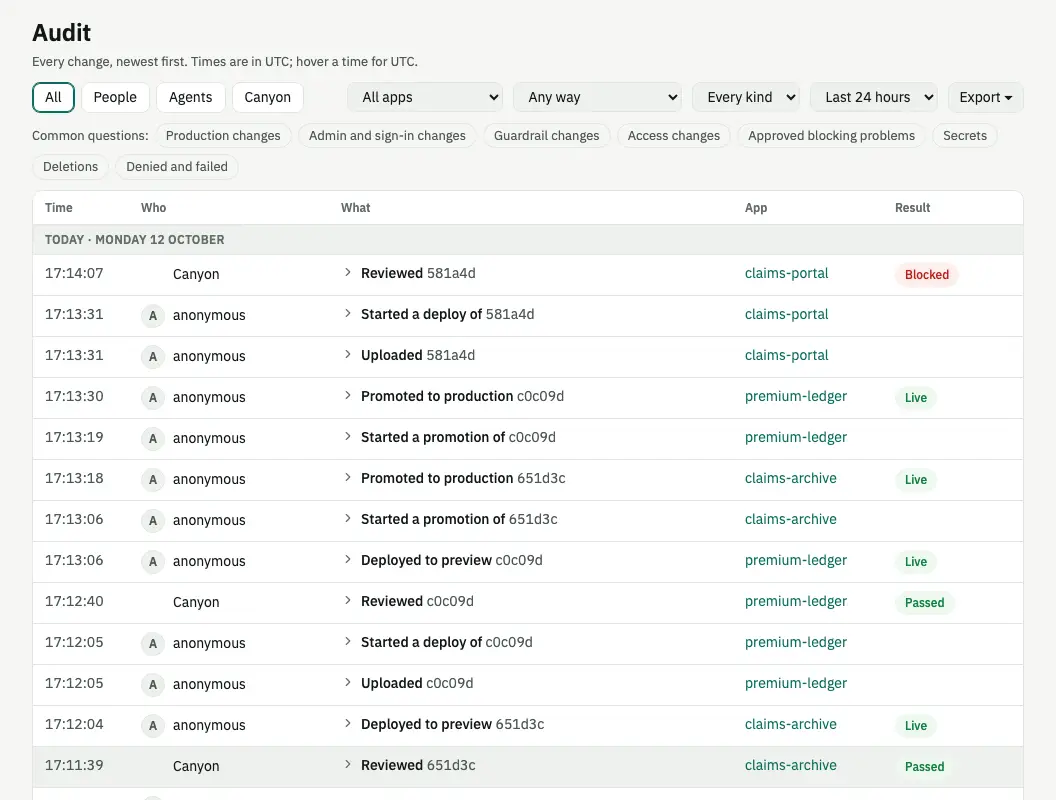 Audit
Every change, newest first. Times are in UTC; hover a time for UTC.
All People Agents Canyon All apps Any way Every kind Last 24 hours Export
Common questions: Production changes Admin and sign-in changes Guardrail changes Access changes Approved blocking problems Secrets
Deletions Denied and failed
Time Who What App Result
TODAY · MONDAY 12 OCTOBER
17:14:07 Canyon Reviewed 581a4d claims-portal Blocked
17:13:31 A anonymous Started a deploy of 581a4d claims-portal
17:13:31 A anonymous Uploaded 581a4d claims-portal
17:13:30 A anonymous Promoted to production c0c09d premium-ledger Live
17:13:19 A anonymous Started a promotion of c0c09d premium-ledger
17:13:18 A anonymous Promoted to production 651d3c claims-archive Live
17:13:06 A anonymous Started a promotion of 651d3c claims-archive
17:13:06 A anonymous Deployed to preview c0c09d premium-ledger Live
17:12:40 Canyon Reviewed c0c09d premium-ledger Passed
17:12:05 A anonymous Started a deploy of c0c09d premium-ledger
17:12:05 A anonymous Uploaded c0c09d premium-ledger
17:12:04 A anonymous Deployed to preview 651d3c claims-archive Live
17:11:39 Canyon Reviewed 651d3c claims-archive Passed